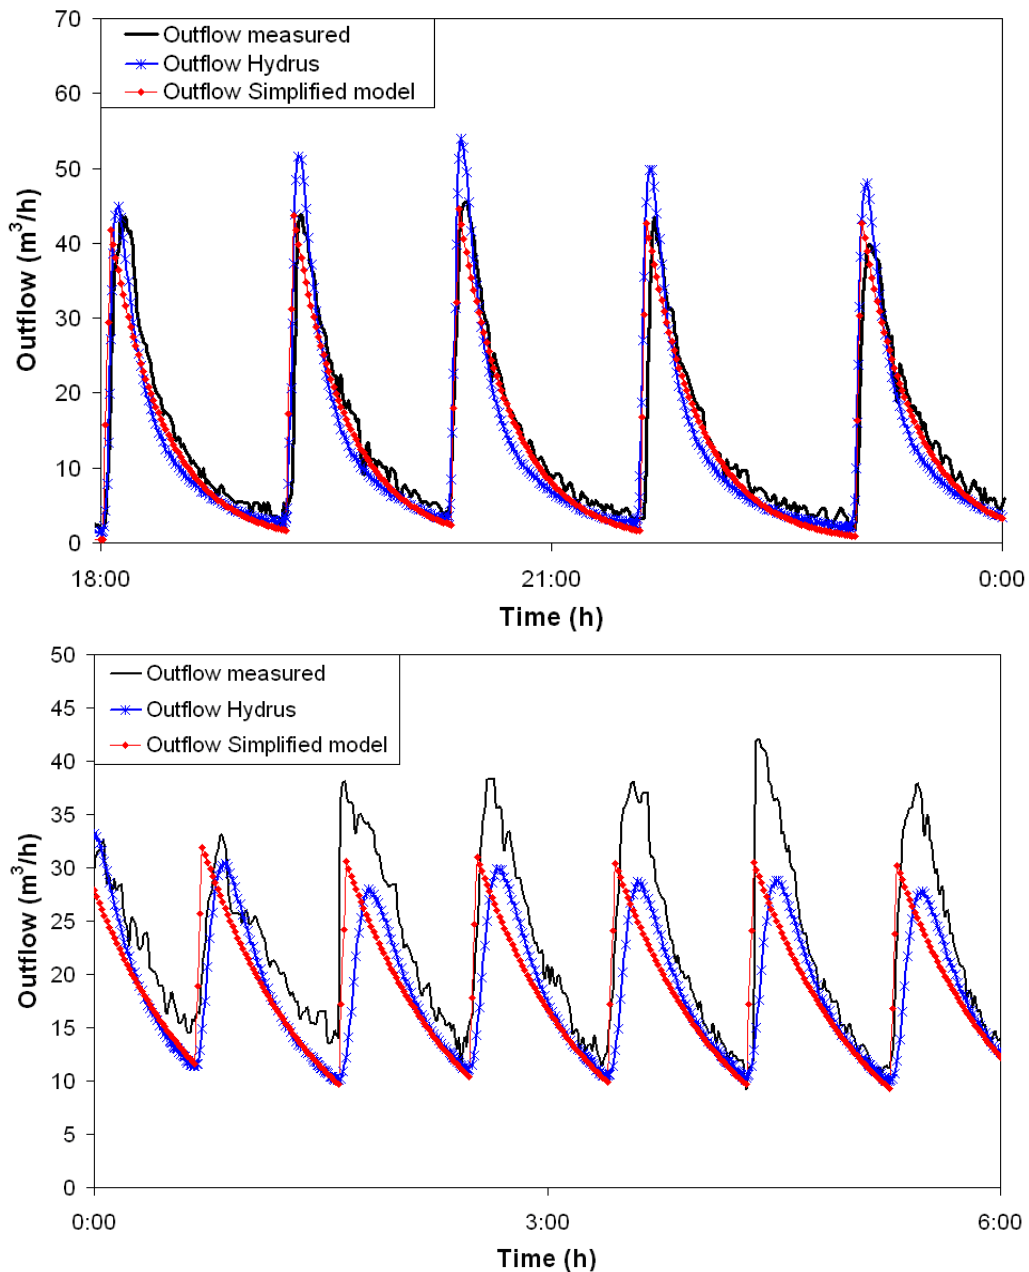 70
Outflow measured
Outflow Hydrus
Outflow Simplified model
60
50
40
30
20
10
0
Outflow (m³/h)
18:00
21:00
0:00
Time (h)
50
Outflow measured
45
Outflow Hydrus
Outflow Simplified model
40
35
30
25
20
15
10
5
0
Outflow (m³/h)
0:00
3:00
6:00
Time (h)